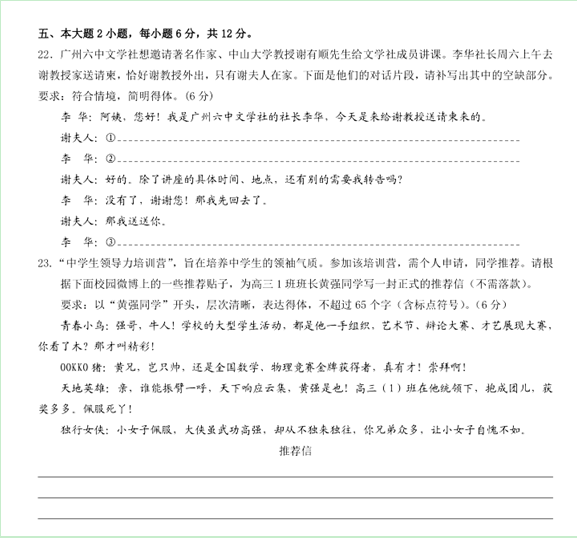 五、本大题2小题，每小题6分，共12分。
22．广州六中文学社想邀请著名作家、中山大学教授谢有顺先生给文学社成员讲课。李华社长周六上午去
谢教授家送请柬，恰好谢教授外出，只有谢夫人在家。下面是他们的对话片段，请补写出其中的空缺部分。
要求：符合情境，简明得体。(6分)
李 华：阿姨，您好！我是广州六中文学社的社长李华，今天是来给谢教授送请柬来的。
谢夫人：①
李 华：②
谢夫人：好的。除了讲座的具体时间、地点，还有别的需要我转告吗？
李 华：没有了，谢谢您！那我先回去了。
谢夫人：那我送送你。
李 华：③
23．“中学生领导力培训营”，旨在培养中学生的领袖气质。参加该培训营，需个人申请，同学推荐。请根
据下面校园微博上的一些推荐贴子，为高三1班班长黄强同学写一封正式的推荐信（不需落款）。
要求：以“黄强同学”开头，层次清晰，表达得体，不超过65个字（含标点符号）。（6分）
青春小鸟：强哥，牛人！学校的大型学生活动，都是他一手组织，艺术节、辩论大赛、才艺展现大赛，
你看了木？那才叫精彩！
OOKKO猪：黄兄，岂只帅，还是全国数学、物理竞赛金牌获得者，真有才！崇拜啊！
天地英雄：亲，谁能振臂一呼，天下响应云集，黄强是也！高三（1）班在他统领下，抱成团儿，获
奖多多。佩服死丫！
独行女侠：小女子佩服，大侠虽武功高强，却从不独来独往，你兄弟众多，让小女子自愧不如。
推荐信